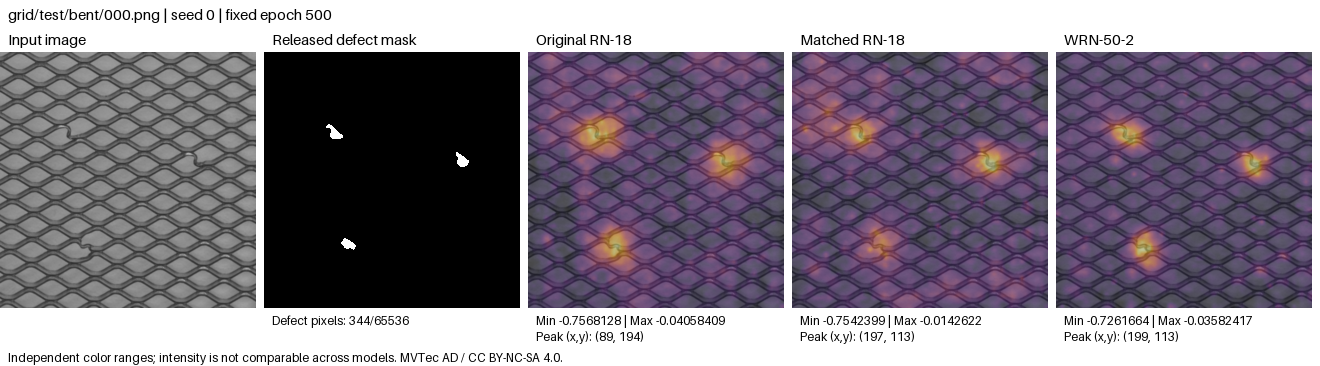 grid/test/bent/000.png | seed 0 | fixed epoch 500
Input image
Released defect mask
Original RN-18
Matched RN-18
WRN-50-2
Defect pixels: 344/65536
Min -0.7568128 | Max -0.04058409
Peak (x,y): (89, 194)
Min -0.7542399 | Max -0.0142622
Peak (x,y): (197, 113)
Min -0.7261664 | Max -0.03582417
Peak (x,y): (199, 113)
Independent color ranges; intensity is not comparable across models. MVTec AD / CC BY-NC-SA 4.0.